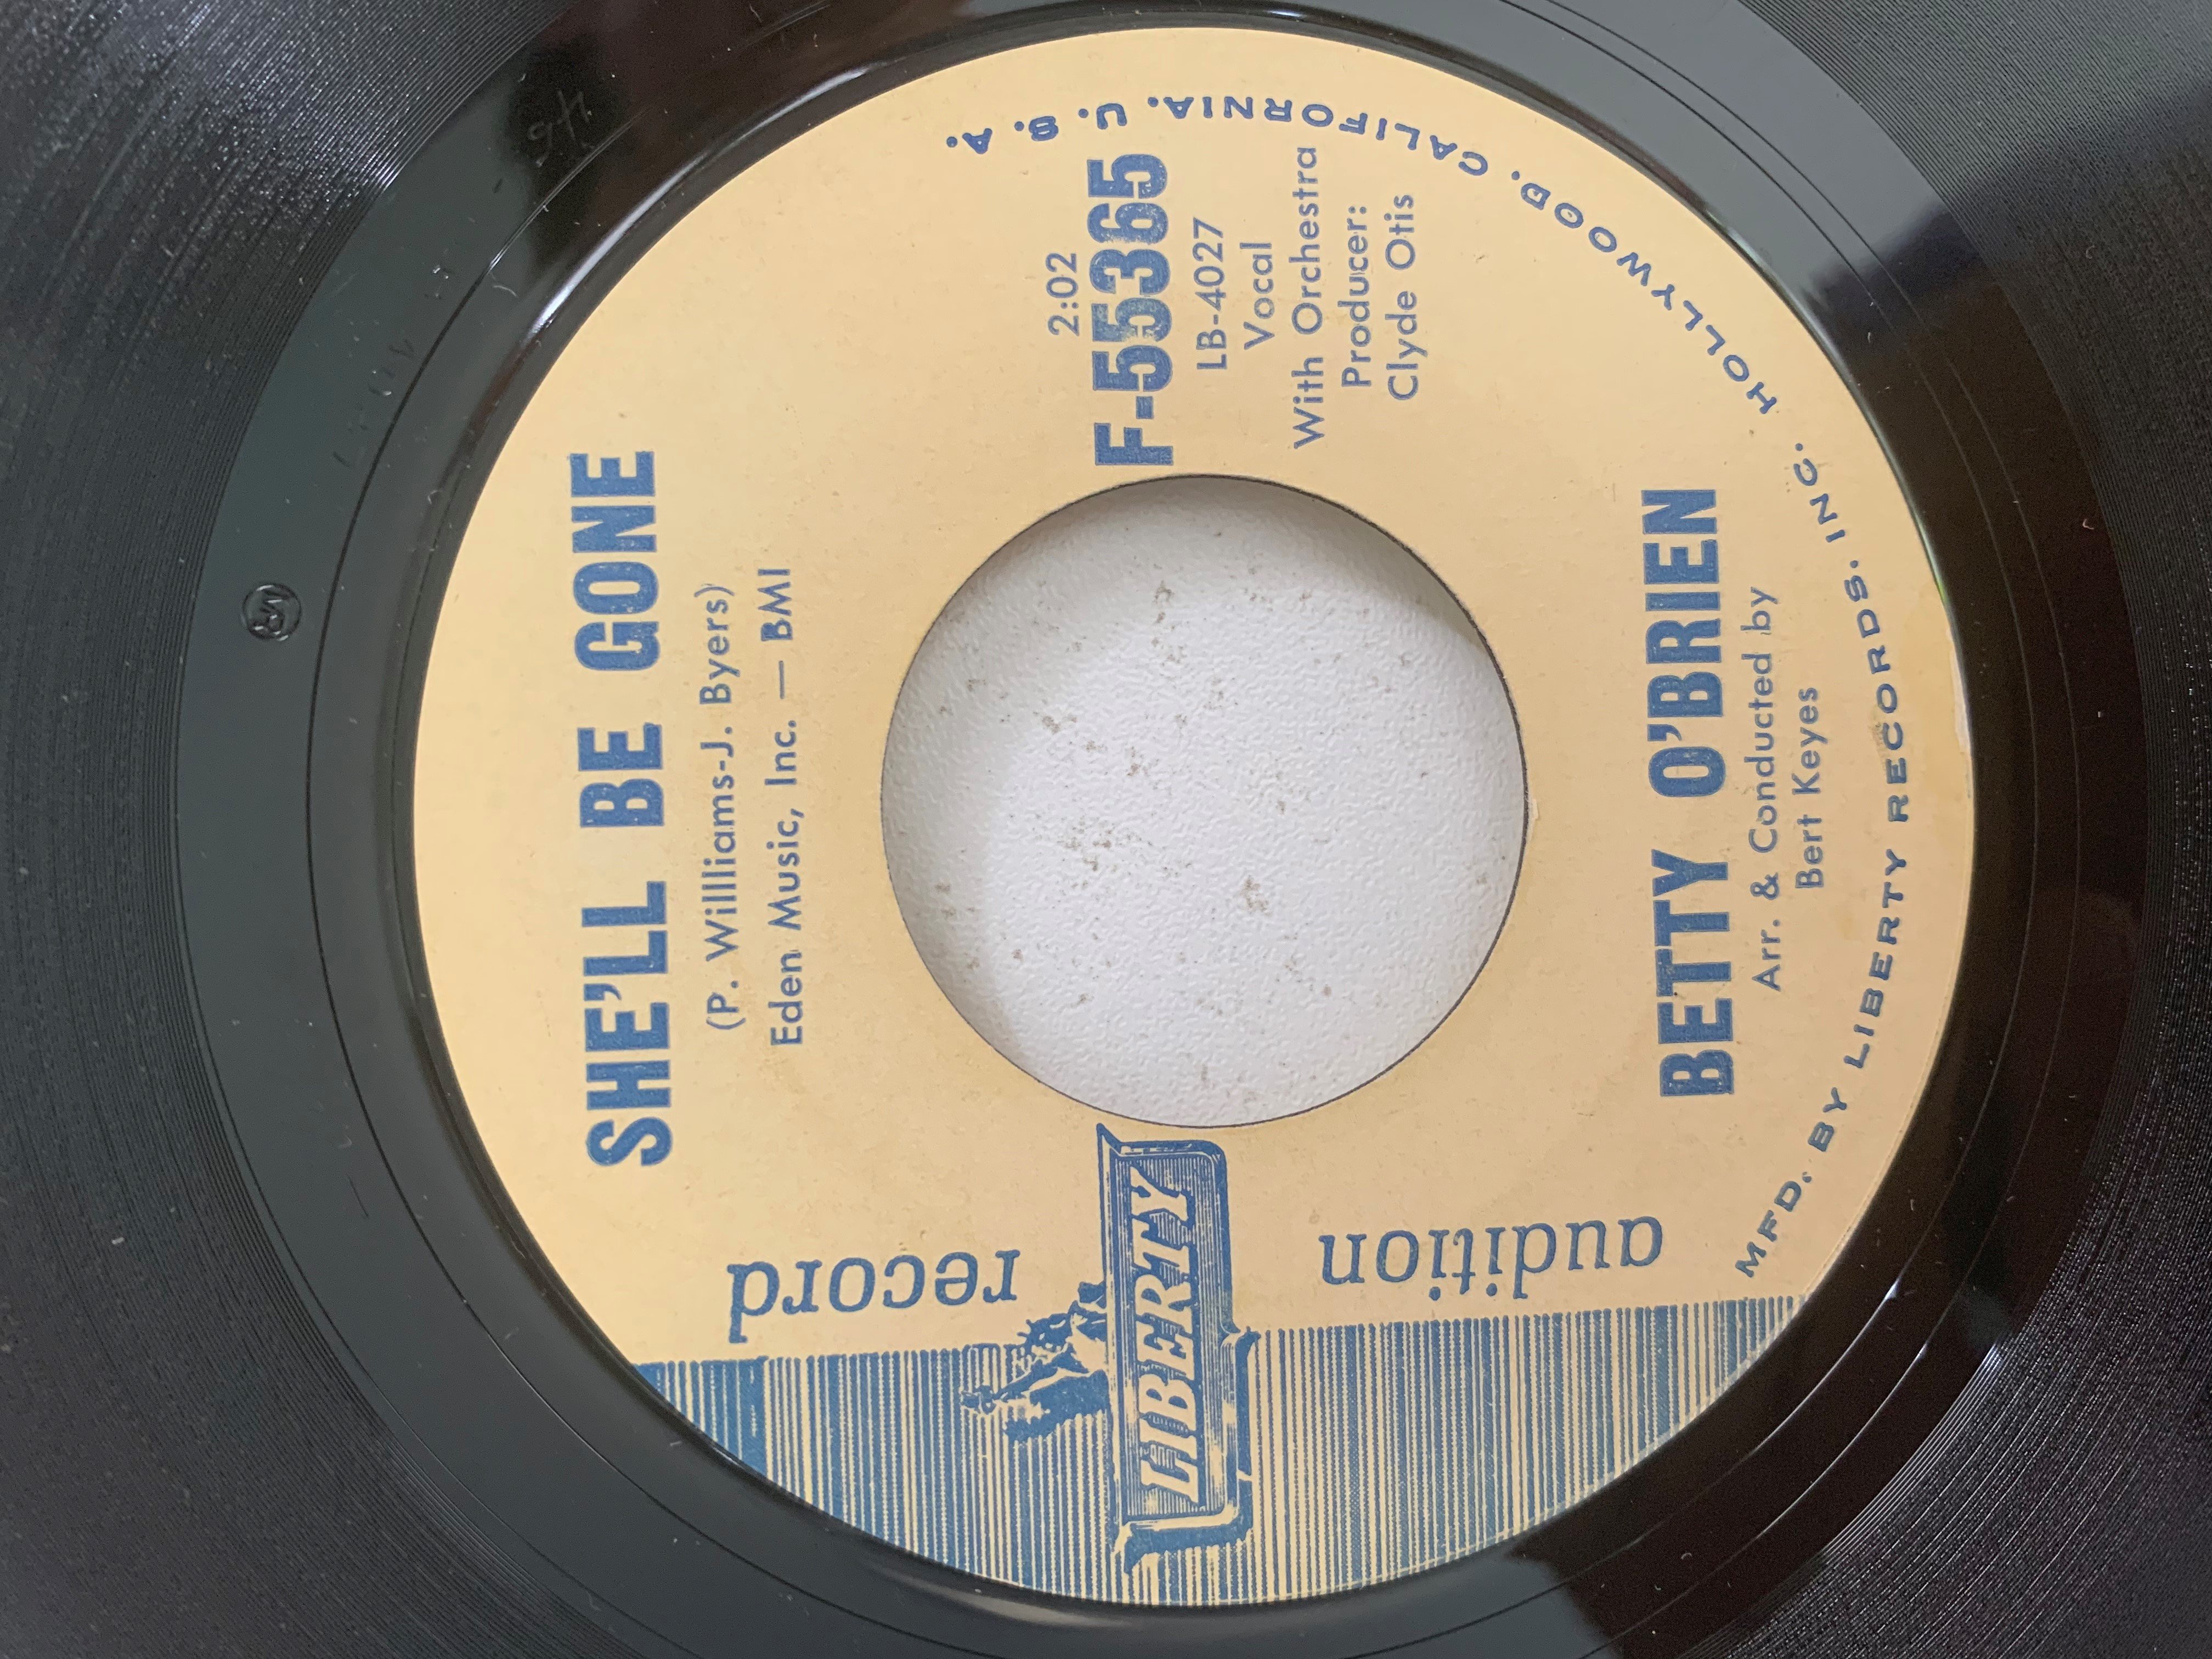 SHE'LL BE GONE
(P. Williams-J. Byers)
Eden Music, Inc. — BMI
record
LIBERTY
audition
2:02
F-55365
LB-4027
Vocal
With Orchestra
Producer:
Clyde Otis
BETTY O'BRIEN
Arr. & Conducted by
Bert Keyes
MFD. BY LIBERTY RECORDS, INC. HOLLYWOOD, CALIFORNIA, U. S. A.